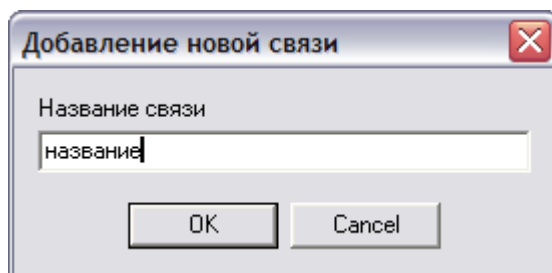 Добавление новой связи
Название связи
название
OK Cancel